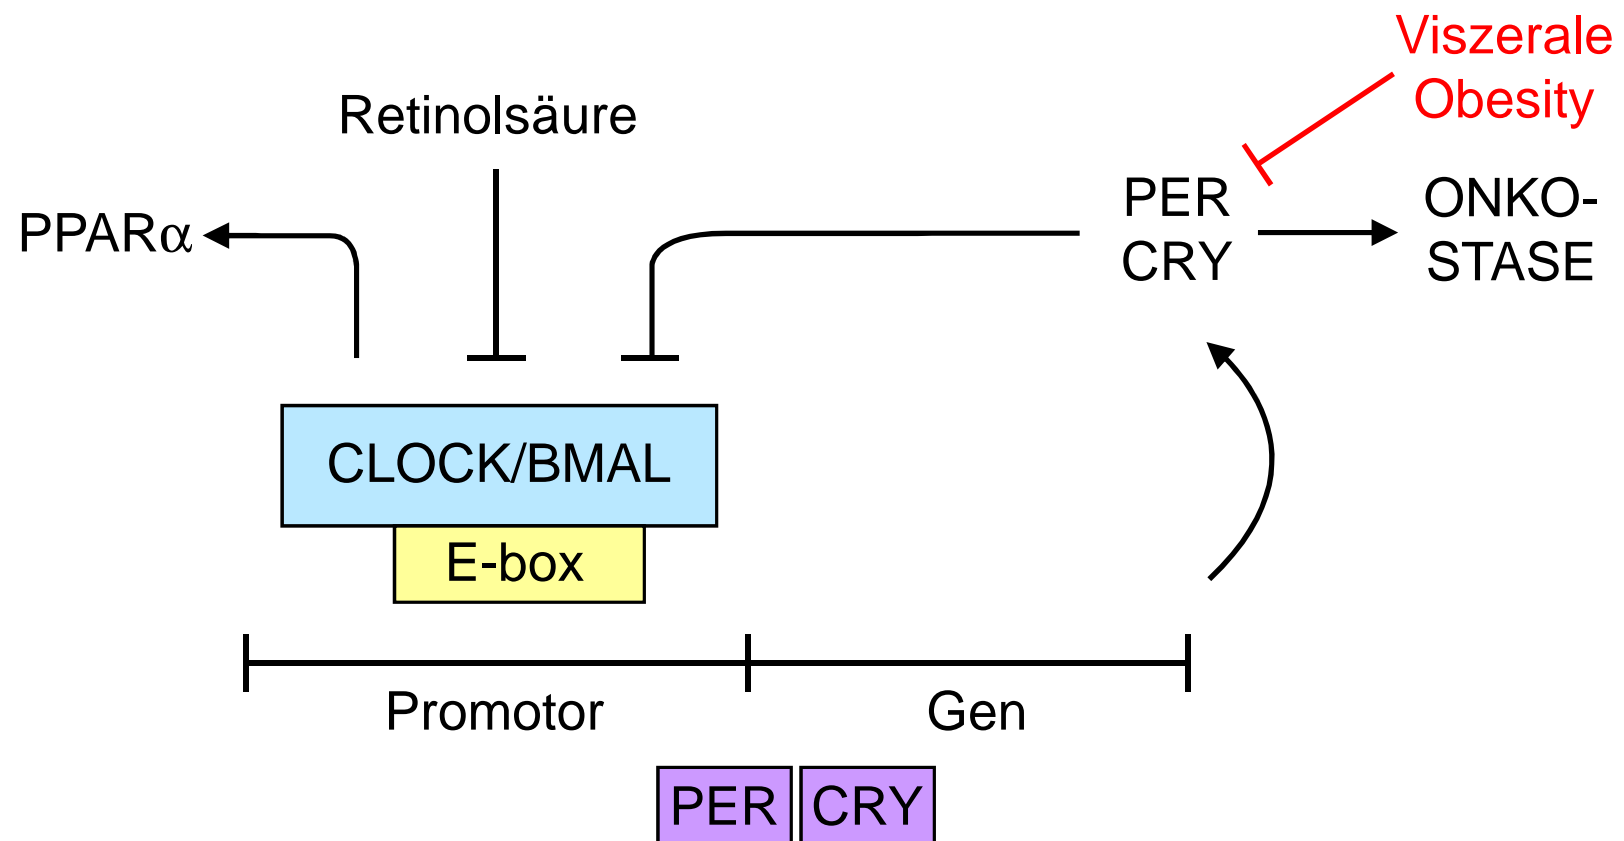 Viszerale
Obesity
Retinolsäure
PPARα
PER
CRY
ONKO-
STASE
CLOCK/BMAL
E-box
Promotor
Gen
PER
CRY